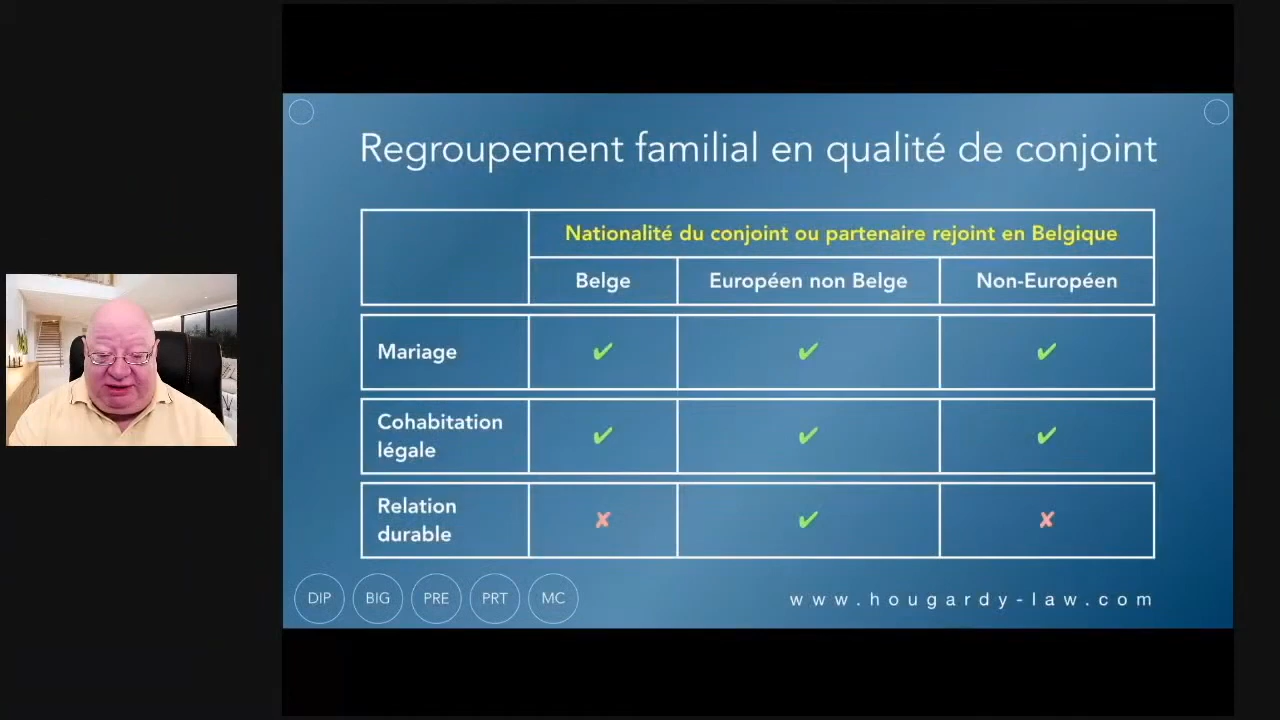 Regroupement familial en qualité de conjoint
Nationalité du conjoint ou partenaire rejoint en Belgique
Belge Européen non Belge Non-Européen
Mariage ✔ ✔ ✔
Cohabitation
légale ✔ ✔ ✔
Relation
durable ✘ ✔ ✘
DIP BIG PRE PRT MC
www.hougardy-law.com